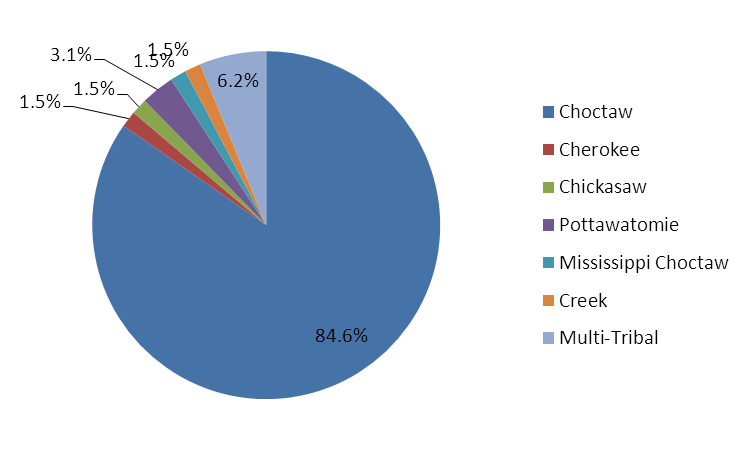 1.5%
3.1%
1.5%
1.5%
1.5%
6.2%
84.6%
Choctaw
Cherokee
Chickasaw
Pottawatomie
Mississippi Choctaw
Creek
Multi-Tribal